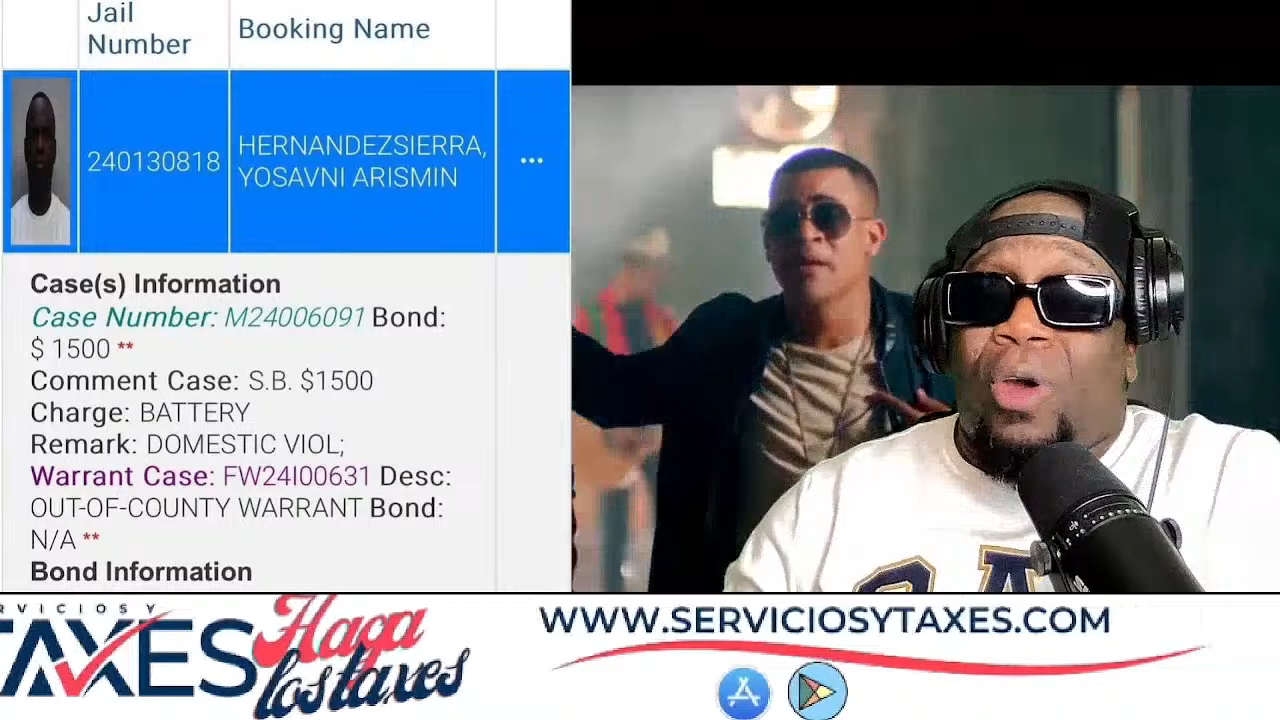 Jail
Number
Booking Name
240130818
HERNANDEZSIERRA,
YOSAVNI ARISMIN
...
Case(s) Information
Case Number: M24006091 Bond:
$ 1500 **
Comment Case: S.B. $1500
Charge: BATTERY
Remark: DOMESTIC VIOL;
Warrant Case: FW24I00631 Desc:
OUT-OF-COUNTY WARRANT Bond:
N/A **
Bond Information
RVICIOS Y
TAXES
Haga
los taxes
WWW.SERVICIOSYTAXES.COM